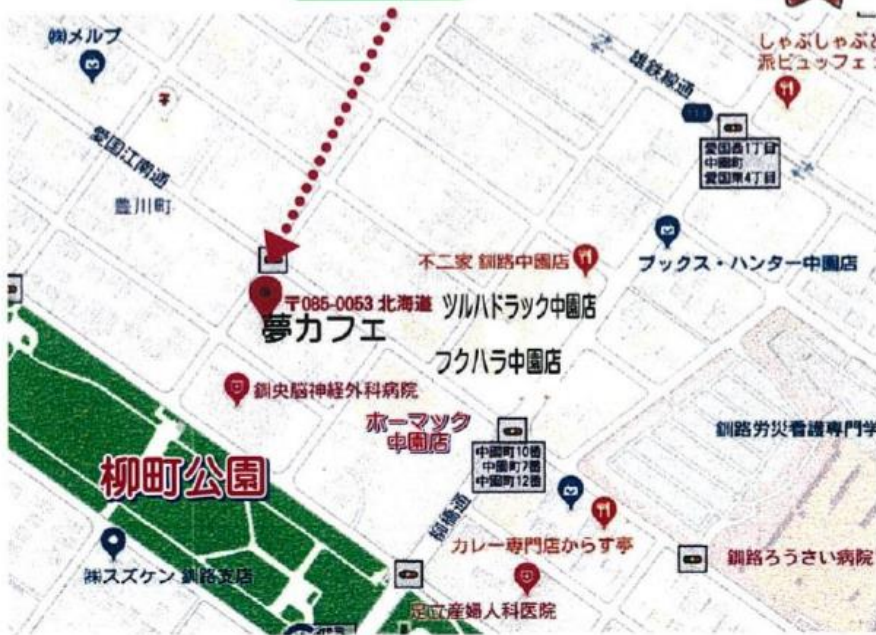 ㈱メルブ
雄鉄線通
しゃぶしゃぶと
派ビュッフェ
113
愛国西1丁目
中園町
愛国東4丁目
愛国江南通
豊川町
不二家 釧路中園店
ブックス・ハンター中園店
〒085-0053 北海道
夢カフェ
ツルハドラック中園店
フクハラ中園店
釧央脳神経外科病院
ホーマック
中園店
釧路労災看護専門学
中園町10番
中園町7番
中園町12番
柳町公園
柳橋通
カレー専門店からす亭
㈱スズケン 釧路支店
釧路ろうさい病院
足立産婦人科医院